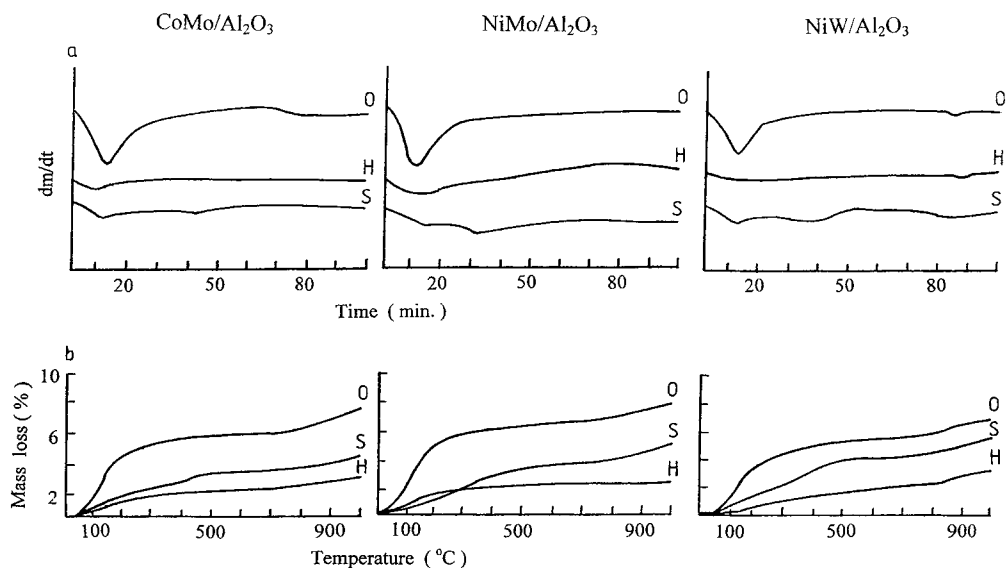 CoMo/Al₂O₃ NiMo/Al₂O₃ NiW/Al₂O₃
a
O O O
H H H
S S S
dm/dt
20 50 80 20 50 80 20 50 80
Time ( min. )
b
10
6
2
O O O
S S S
H H H
Mass loss ( % )
100 500 900 100 500 900 100 500 900
Temperature ( °C )